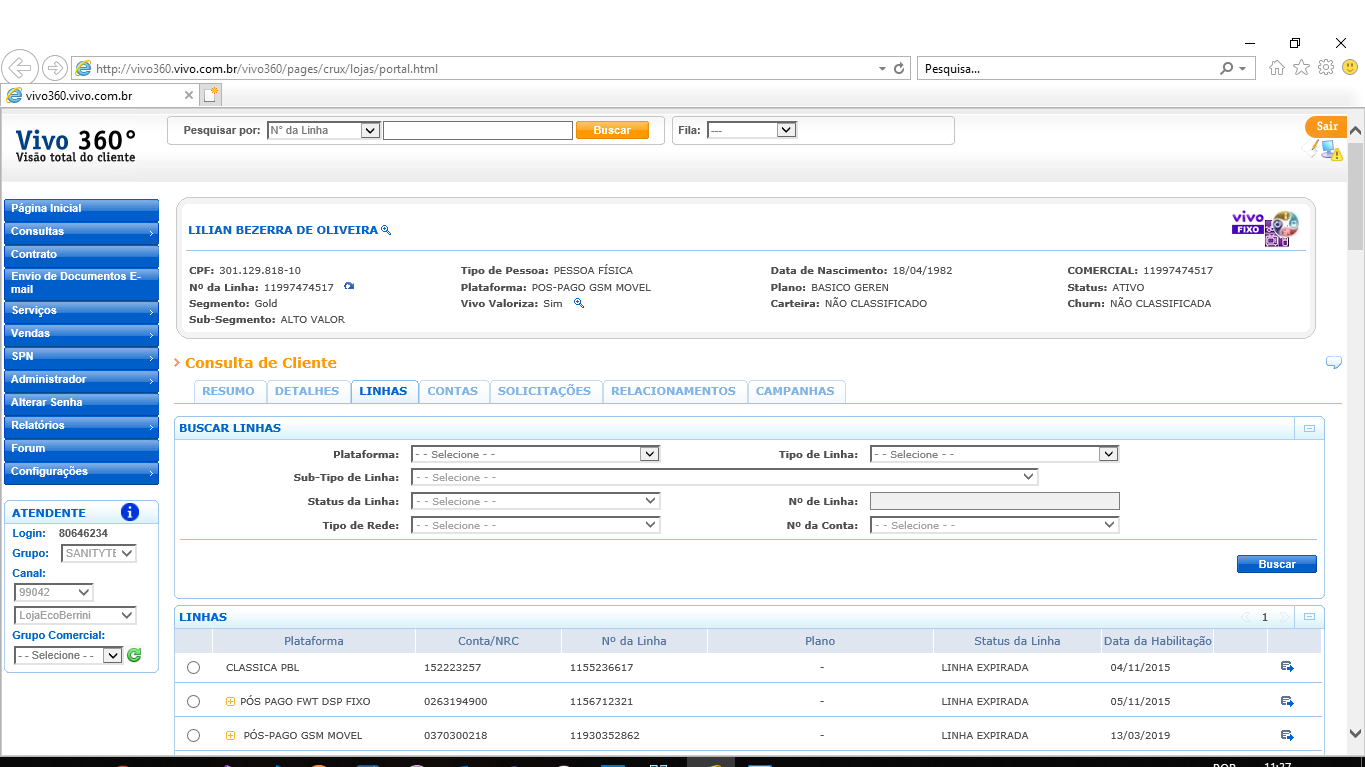 http://vivo360.vivo.com.br/vivo360/pages/crux/lojas/portal.html
Pesquisa...
vivo360.vivo.com.br
Vivo 360°
Visão total do cliente
Pesquisar por: N° da Linha Buscar
Fila: ---
Sair
Página Inicial
Consultas
Contrato
Envio de Documentos E-
mail
Serviços
Vendas
SPN
Administrador
Alterar Senha
Relatórios
Forum
Configurações
ATENDENTE
Login: 80646234
Grupo: SANITYTE
Canal:
99042
LojaEcoBerrini
Grupo Comercial:
- - Selecione - -
LILIAN BEZERRA DE OLIVEIRA
vivo
FIXO
CPF: 301.129.818-10 Tipo de Pessoa: PESSOA FÍSICA Data de Nascimento: 18/04/1982 COMERCIAL: 11997474517
Nº da Linha: 11997474517 Plataforma: POS-PAGO GSM MOVEL Plano: BASICO GEREN Status: ATIVO
Segmento: Gold Vivo Valoriza: Sim Carteira: NÃO CLASSIFICADO Churn: NÃO CLASSIFICADA
Sub-Segmento: ALTO VALOR
Consulta de Cliente
RESUMO DETALHES LINHAS CONTAS SOLICITAÇÕES RELACIONAMENTOS CAMPANHAS
BUSCAR LINHAS
Plataforma: - - Selecione - - Tipo de Linha: - - Selecione - -
Sub-Tipo de Linha: - - Selecione - -
Status da Linha: - - Selecione - - Nº de Linha:
Tipo de Rede: - - Selecione - - Nº da Conta: - - Selecione - -
Buscar
LINHAS 1
Plataforma Conta/NRC Nº da Linha Plano Status da Linha Data da Habilitação
CLASSICA PBL 152223257 1155236617 - LINHA EXPIRADA 04/11/2015
PÓS PAGO FWT DSP FIXO 0263194900 1156712321 - LINHA EXPIRADA 05/11/2015
PÓS-PAGO GSM MOVEL 0370300218 11930352862 - LINHA EXPIRADA 13/03/2019